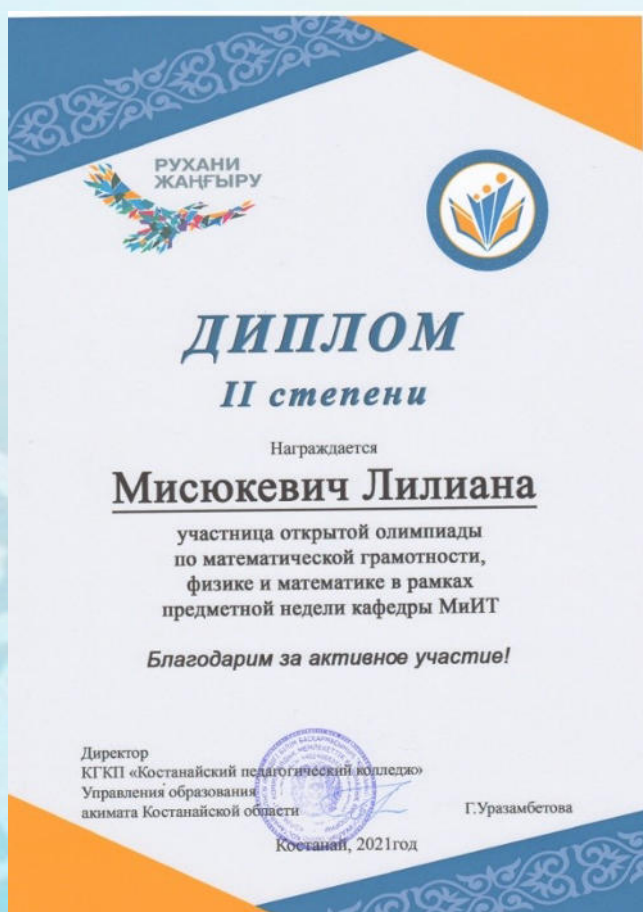 РУХАНИ
ЖАҢҒЫРУ
ДИПЛОМ
II степени
Награждается
Мисюкевич Лилиана
участница открытой олимпиады
по математической грамотности,
физике и математике в рамках
предметной недели кафедры МиИТ
Благодарим за активное участие!
Директор
КГКП «Костанайский педагогический колледж»
Управления образования
акимата Костанайской области
Г.Уразамбетова
Костанай, 2021год